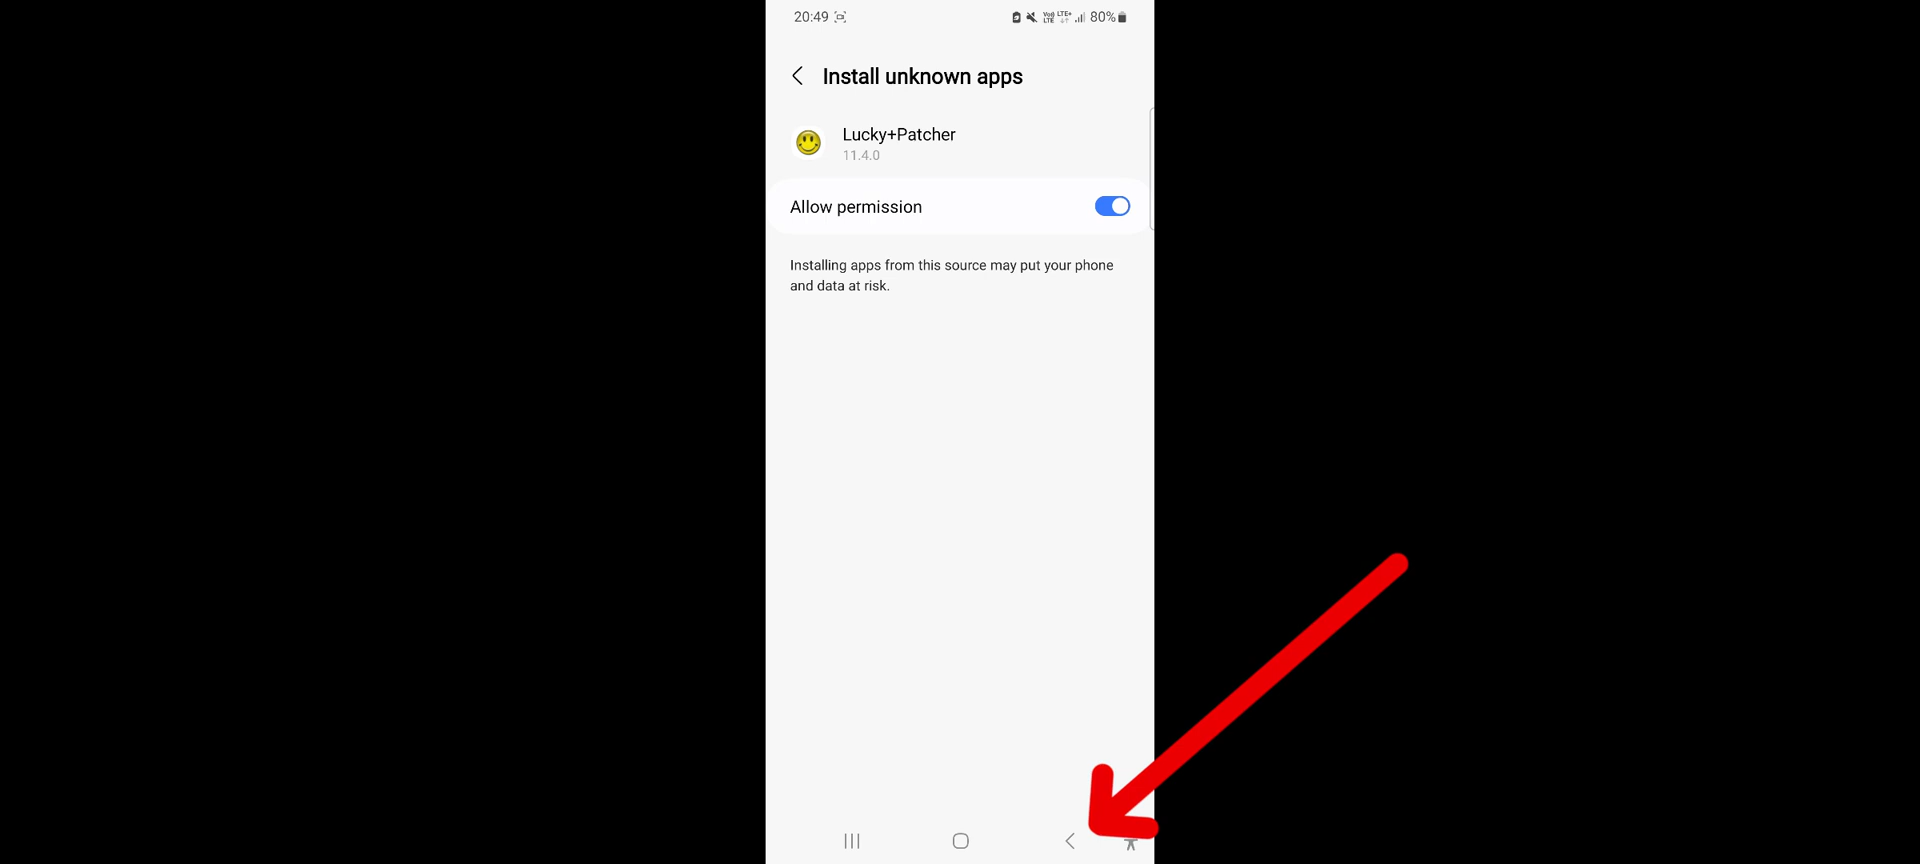 20:49 80%
Install unknown apps
Lucky+Patcher
11.4.0
Allow permission
Installing apps from this source may put your phone
and data at risk.